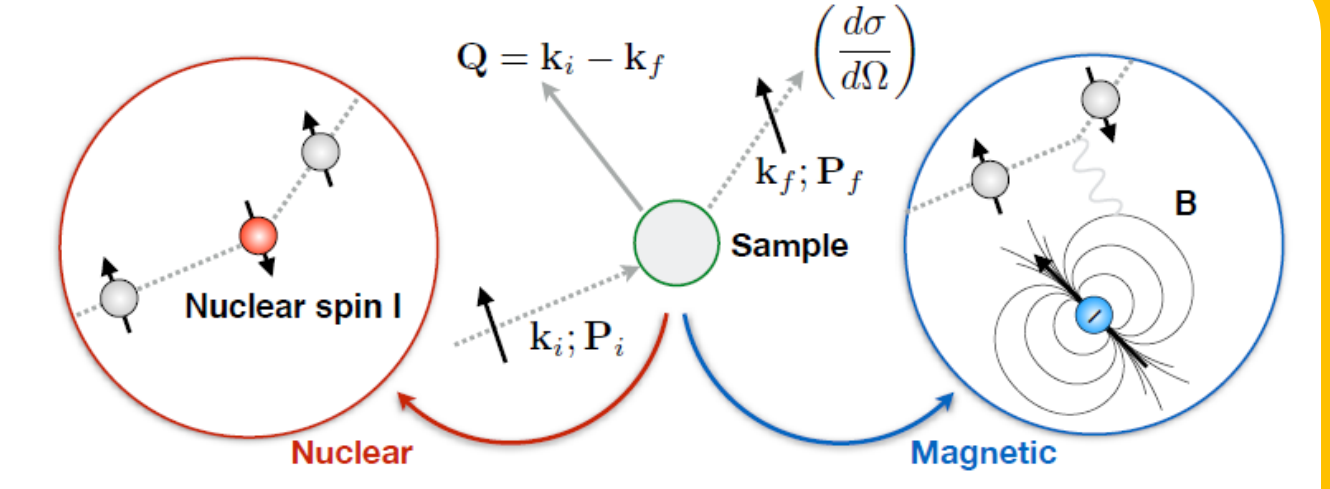 Q = k_i − k_f
(dσ/dΩ)
k_f; P_f
B
Sample
Nuclear spin I
k_i; P_i
Nuclear
Magnetic